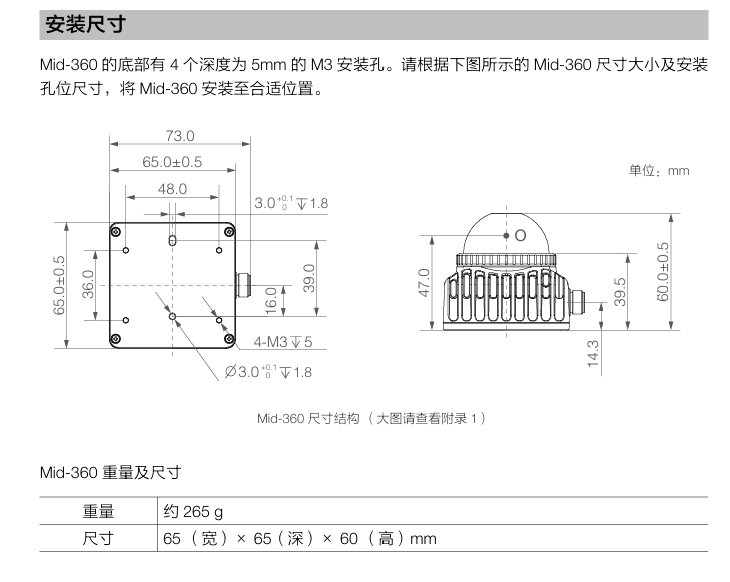 安装尺寸
Mid-360 的底部有 4 个深度为 5mm 的 M3 安装孔。请根据下图所示的 Mid-360 尺寸大小及安装
孔位尺寸，将 Mid-360 安装至合适位置。
73.0
65.0±0.5
48.0
3.0 +0.1 0 ↧1.8
单位：mm
65.0±0.5
36.0
39.0
16.0
4-M3↧5
∅3.0 +0.1 0 ↧1.8
O
47.0
39.5
60.0±0.5
14.3
Mid-360 尺寸结构（大图请查看附录 1）
Mid-360 重量及尺寸
重量 约 265 g
尺寸 65（宽）× 65（深）× 60（高）mm